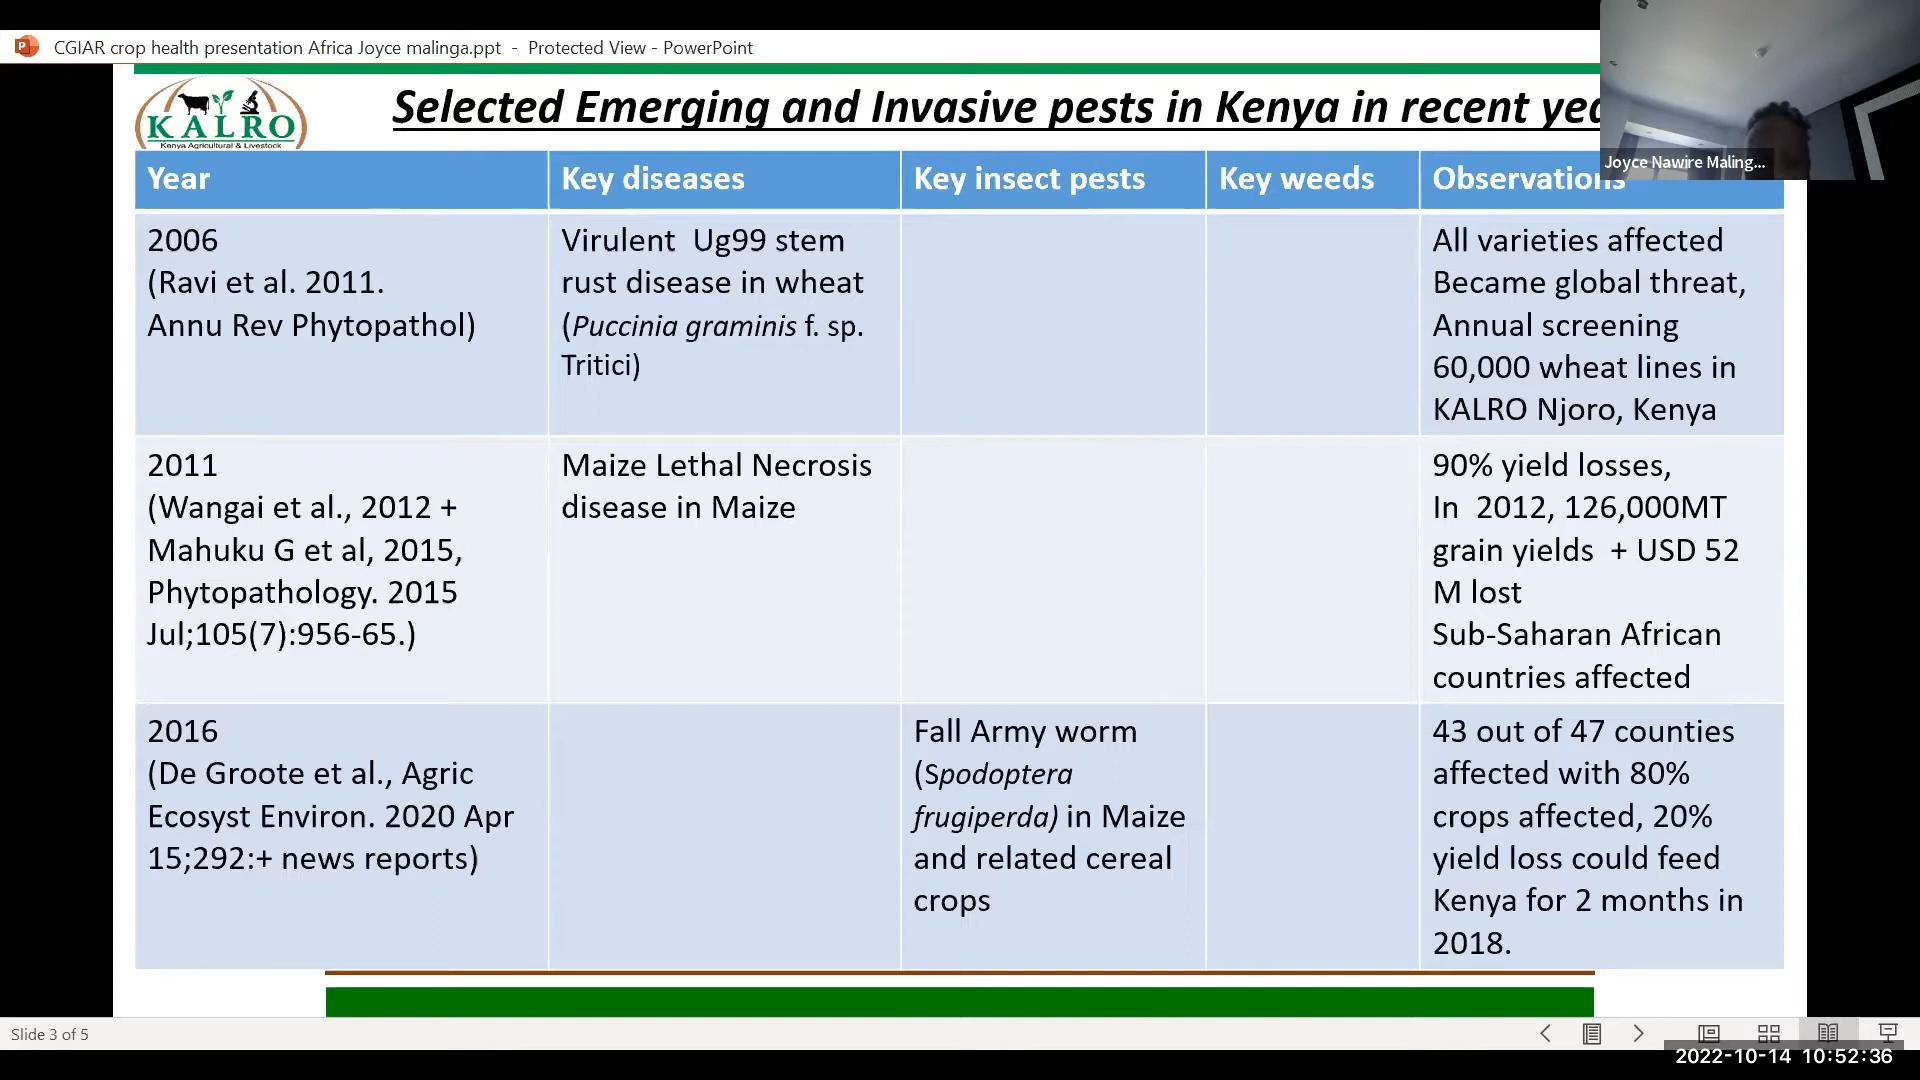 CGIAR crop health presentation Africa Joyce malinga.ppt - Protected View - PowerPoint
KALRO
Kenya Agricultural & Livestock
Selected Emerging and Invasive pests in Kenya in recent
Joyce Nawire Maling...
Year
Key diseases
Key insect pests
Key weeds
Observations
2006
(Ravi et al. 2011.
Annu Rev Phytopathol)
Virulent Ug99 stem
rust disease in wheat
(Puccinia graminis f. sp.
Tritici)
All varieties affected
Became global threat,
Annual screening
60,000 wheat lines in
KALRO Njoro, Kenya
2011
(Wangai et al., 2012 +
Mahuku G et al, 2015,
Phytopathology. 2015
Jul;105(7):956-65.)
Maize Lethal Necrosis
disease in Maize
90% yield losses,
In 2012, 126,000MT
grain yields + USD 52
M lost
Sub-Saharan African
countries affected
2016
(De Groote et al., Agric
Ecosyst Environ. 2020 Apr
15;292:+ news reports)
Fall Army worm
(Spodoptera
frugiperda) in Maize
and related cereal
crops
43 out of 47 counties
affected with 80%
crops affected, 20%
yield loss could feed
Kenya for 2 months in
2018.
Slide 3 of 5
2022-10-14 10:52:36